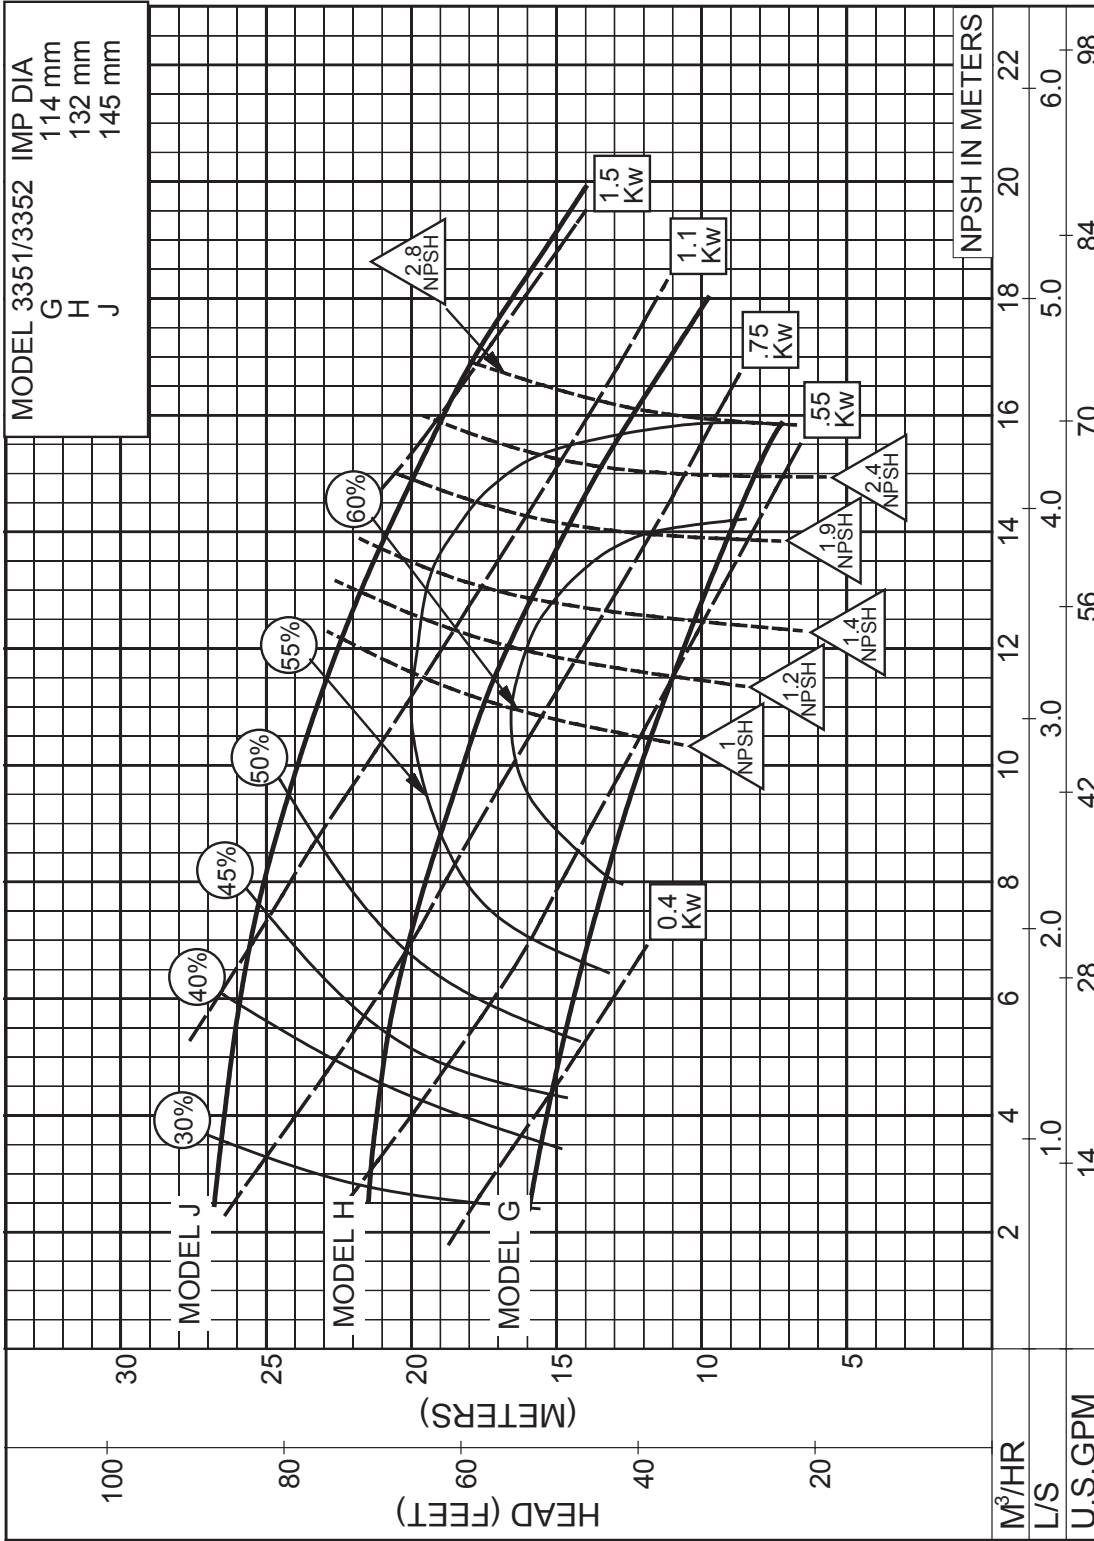 MODEL 3351/3352 IMP DIA
G 114 mm
H 132 mm
J 145 mm
30%
40%
45%
50%
55%
60%
2.8
NPSH
MODEL J
MODEL H
MODEL G
1.5
Kw
1.1
Kw
.75
Kw
.55
Kw
0.4
Kw
1
NPSH
1.2
NPSH
1.4
NPSH
1.9
NPSH
2.4
NPSH
NPSH IN METERS
HEAD (FEET)
100
80
60
40
20
(METERS)
30
25
20
15
10
5
M³/HR 2 4 6 8 10 12 14 16 18 20 22
L/S 1.0 2.0 3.0 4.0 5.0 6.0
U.S.GPM 14 28 42 56 70 84 98